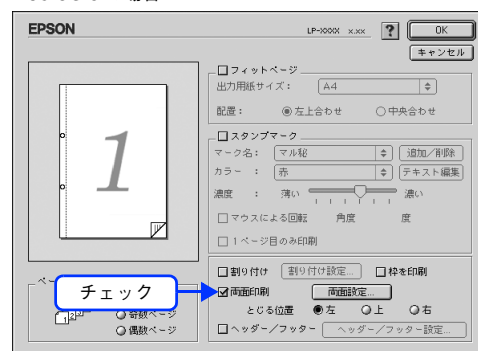 EPSON LP-XXXX x.xx ? OK
キャンセル
フィットページ
出力用紙サイズ： A4
配置： 左上合わせ 中央合わせ
スタンプマーク
マーク名： マル秘 追加／削除
カラー： 赤 テキスト編集
濃度： 薄い 濃い
マウスによる回転 角度 度
1ページ目のみ印刷
1
割り付け 割り付け設定... 枠を印刷
チェック
両面印刷 両面設定...
とじる位置 左 上 右
奇数ページ
偶数ページ
ヘッダー／フッター ヘッダー／フッター設定...